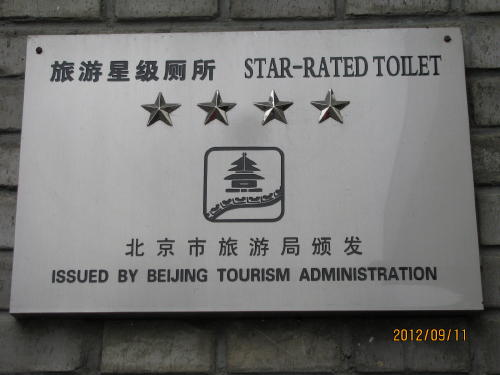 旅游星级厕所 STAR-RATED TOILET
北京市旅游局颁发
ISSUED BY BEIJING TOURISM ADMINISTRATION
2012/09/11